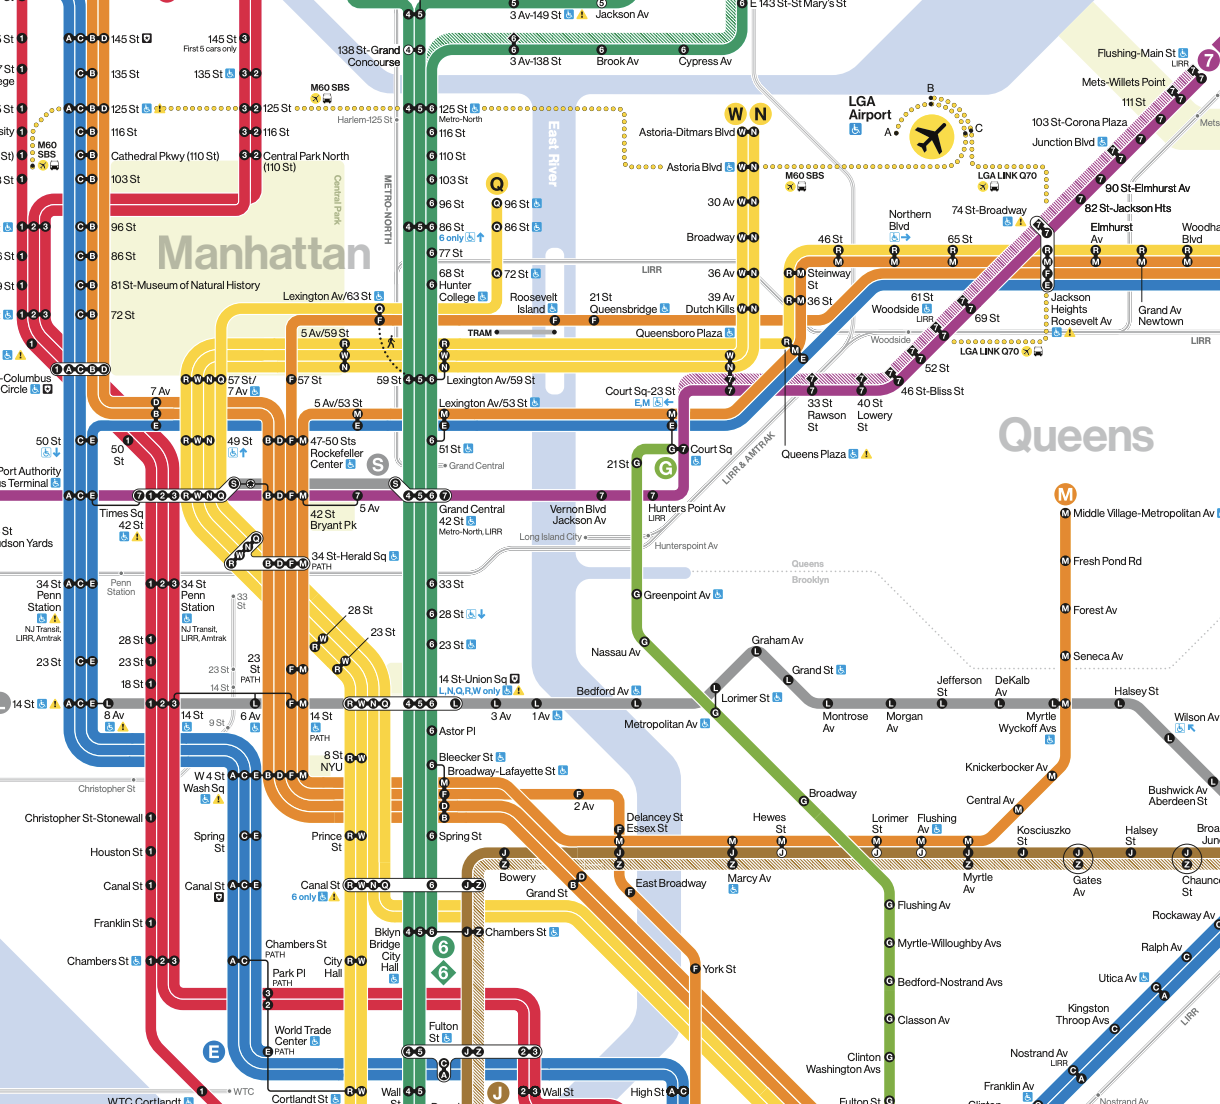 3 Av-149 St
Jackson Av
E 143 St-St Mary's St
138 St-Grand
Concourse
3 Av-138 St
Brook Av
Cypress Av
145 St
145 St
First 5 cars only
135 St
135 St
125 St
M60 SBS
125 St
Harlem-125 St
125 St
Metro-North
116 St
116 St
116 St
M60
SBS
Cathedral Pkwy (110 St)
Central Park North
(110 St)
110 St
103 St
103 St
96 St
96 St
96 St
86 St
86 St
6 only
86 St
77 St
81 St-Museum of Natural History
68 St
Hunter
College
72 St
72 St
Central Park
METRO-NORTH
East River
Manhattan
Q
W N
Astoria-Ditmars Blvd
Astoria Blvd
M60 SBS
30 Av
Broadway
36 Av
39 Av
Dutch Kills
Queensboro Plaza
LGA
Airport
A
B
C
LGA LINK Q70
Flushing-Main St
LIRR
7
Mets-Willets Point
111 St
103 St-Corona Plaza
Junction Blvd
90 St-Elmhurst Av
82 St-Jackson Hts
74 St-Broadway
Northern
Blvd
46 St
65 St
Elmhurst
Av
Woodha
Blvd
Steinway
St
36 St
61 St
Woodside
LIRR
Woodside
69 St
Jackson
Heights
Roosevelt Av
Grand Av
Newtown
LIRR
LGA LINK Q70
52 St
46 St-Bliss St
40 St
Lowery
St
33 St
Rawson
St
Queens Plaza
Court Sq-23 St
E,M
Court Sq
21 St
G
LIRR & AMTRAK
Queens
LIRR
Lexington Av/63 St
Roosevelt
Island
21 St
Queensbridge
TRAM
5 Av/59 St
59 St
Lexington Av/59 St
-Columbus
Circle
57 St/
7 Av
57 St
7 Av
5 Av/53 St
Lexington Av/53 St
50 St
50
St
49 St
47-50 Sts
Rockefeller
Center
S
51 St
Grand Central
Port Authority
s Terminal
Times Sq
42 St
42 St
Bryant Pk
5 Av
Grand Central
42 St
Metro-North, LIRR
Vernon Blvd
Jackson Av
Hunters Point Av
LIRR
Long Island City
Hunterspoint Av
St
dson Yards
34 St-Herald Sq
PATH
Penn
Station
34 St
Penn
Station
NJ Transit,
LIRR, Amtrak
34 St
Penn
Station
NJ Transit,
LIRR, Amtrak
33
St
33 St
28 St
28 St
28 St
23 St
23 St
23 St
23 St
23
St
PATH
23 St
18 St
14 St
14 St-Union Sq
L,N,Q,R,W only
14 St
8 Av
14 St
9 St
6 Av
14 St
PATH
3 Av
1 Av
Bedford Av
Queens
Brooklyn
Greenpoint Av
Nassau Av
Graham Av
Grand St
Lorimer St
Metropolitan Av
Montrose
Av
Morgan
Av
Jefferson
St
DeKalb
Av
Myrtle
Wyckoff Avs
Halsey St
Wilson Av
Bushwick Av
Aberdeen St
M
Middle Village-Metropolitan Av
Fresh Pond Rd
Forest Av
Seneca Av
Knickerbocker Av
Central Av
Astor Pl
8 St
NYU
Bleecker St
Broadway-Lafayette St
W 4 St
Wash Sq
Christopher St
Christopher St-Stonewall
2 Av
Delancey St
Essex St
Spring
St
Prince
St
Spring St
Houston St
Canal St
Canal St
Canal St
6 only
Bowery
Grand St
East Broadway
Broadway
Hewes
St
Lorimer
St
Flushing
Av
Kosciuszko
St
Halsey
St
Broa
Junc
Marcy Av
Myrtle
Av
Gates
Av
Chaunc
St
Franklin St
Chambers St
Chambers St
PATH
City
Hall
Bklyn
Bridge
City
Hall
6
6
Chambers St
Park Pl
PATH
York St
World Trade
Center
PATH
E
Fulton
St
WTC Cortlandt
WTC
Cortlandt St
Wall
St
J
Wall St
High St
Flushing Av
Myrtle-Willoughby Avs
Bedford-Nostrand Avs
Classon Av
Clinton
Washington Avs
Fulton St
Rockaway Av
Ralph Av
Utica Av
Kingston
Throop Avs
Nostrand Av
LIRR
Franklin Av
Nostrand Av
LIRR